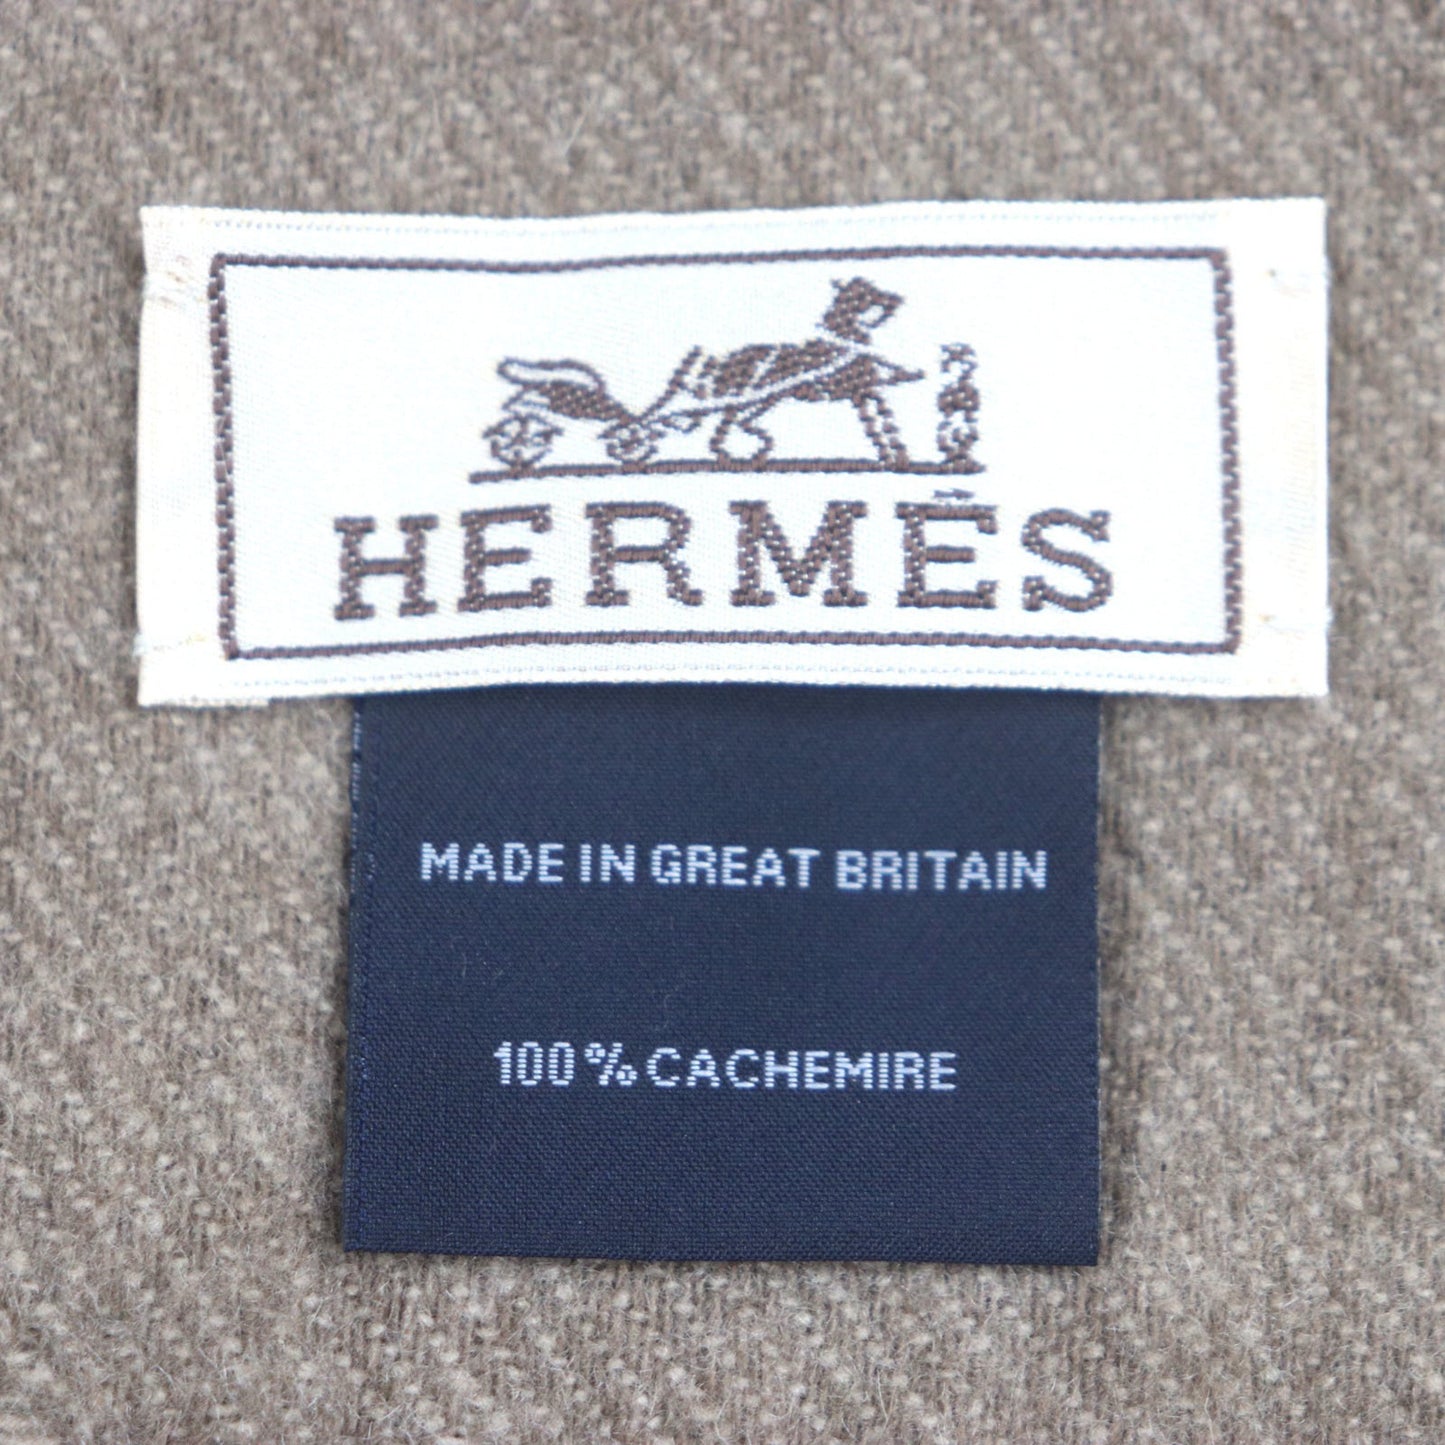 HERMÈS
MADE IN GREAT BRITAIN
100% CACHEMIRE